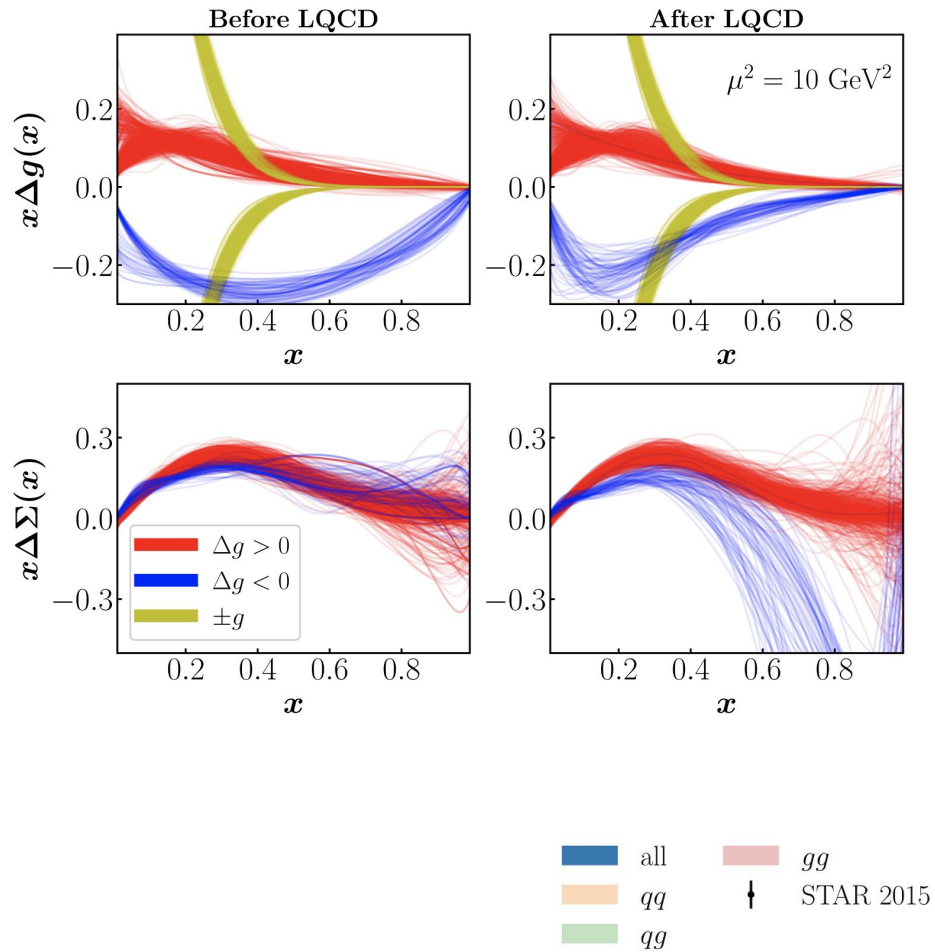 Before LQCD
After LQCD
μ² = 10 GeV²
xΔg(x)
0.2
0.0
−0.2
0.2 0.4 0.6 0.8
x
0.2
0.0
−0.2
0.2 0.4 0.6 0.8
x
xΔΣ(x)
0.3
0.0
−0.3
Δg > 0
Δg < 0
±g
0.2 0.4 0.6 0.8
x
0.3
0.0
−0.3
0.2 0.4 0.6 0.8
x
all
qq
qg
gg
STAR 2015